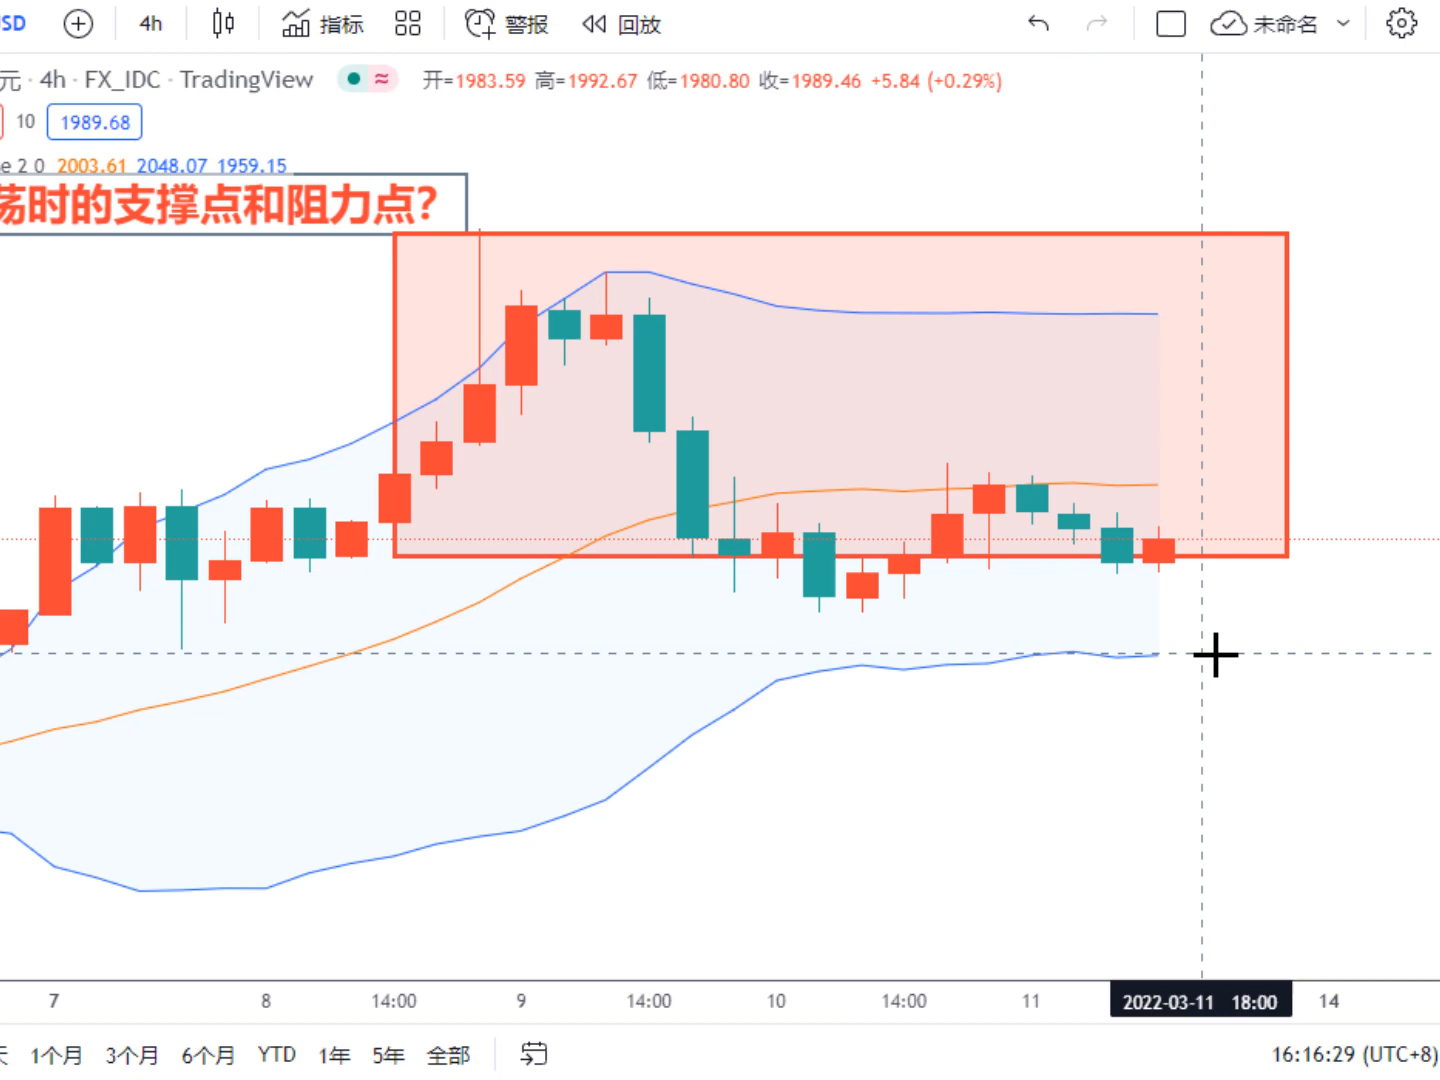 SD 4h 指标 警报 回放 未命名
元 · 4h · FX_IDC · TradingView 开=1983.59 高=1992.67 低=1980.80 收=1989.46 +5.84 (+0.29%)
10 1989.68
e 2 0 2003.61 2048.07 1959.15
荡时的支撑点和阻力点?
7 8 14:00 9 14:00 10 14:00 11 2022-03-11 18:00 14
天 1个月 3个月 6个月 YTD 1年 5年 全部 16:16:29 (UTC+8)